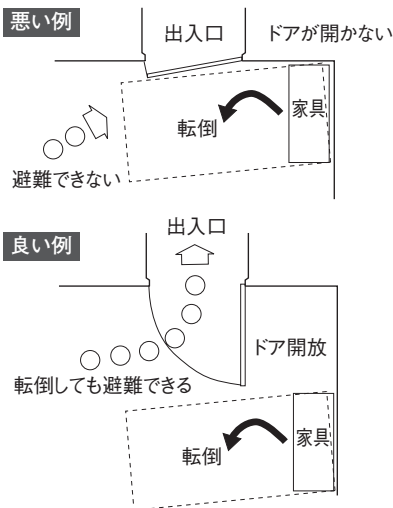 悪い例
出入口
ドアが開かない
家具
転倒
避難できない
出入口
良い例
ドア開放
転倒しても避難できる
家具
転倒